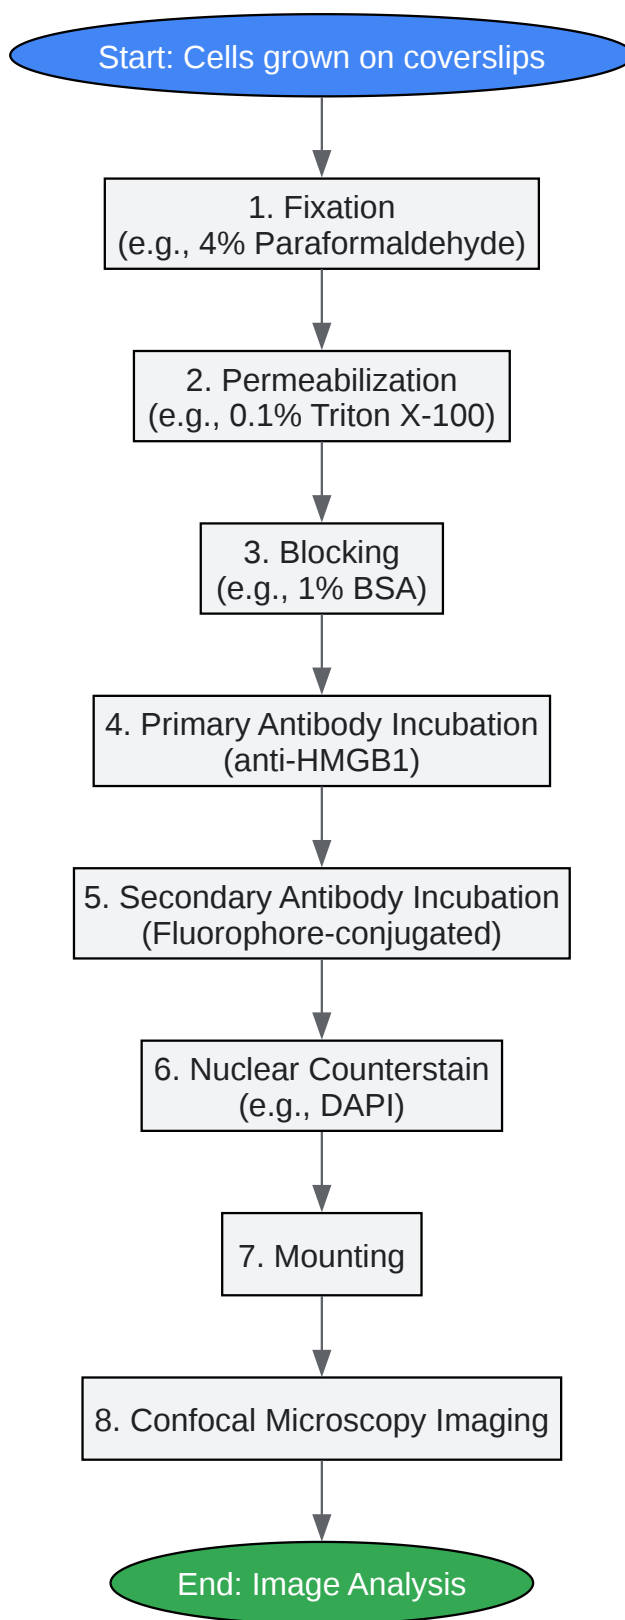 Start: Cells grown on coverslips
1. Fixation
(e.g., 4% Paraformaldehyde)
2. Permeabilization
(e.g., 0.1% Triton X-100)
3. Blocking
(e.g., 1% BSA)
4. Primary Antibody Incubation
(anti-HMGB1)
5. Secondary Antibody Incubation
(Fluorophore-conjugated)
6. Nuclear Counterstain
(e.g., DAPI)
7. Mounting
8. Confocal Microscopy Imaging
End: Image Analysis